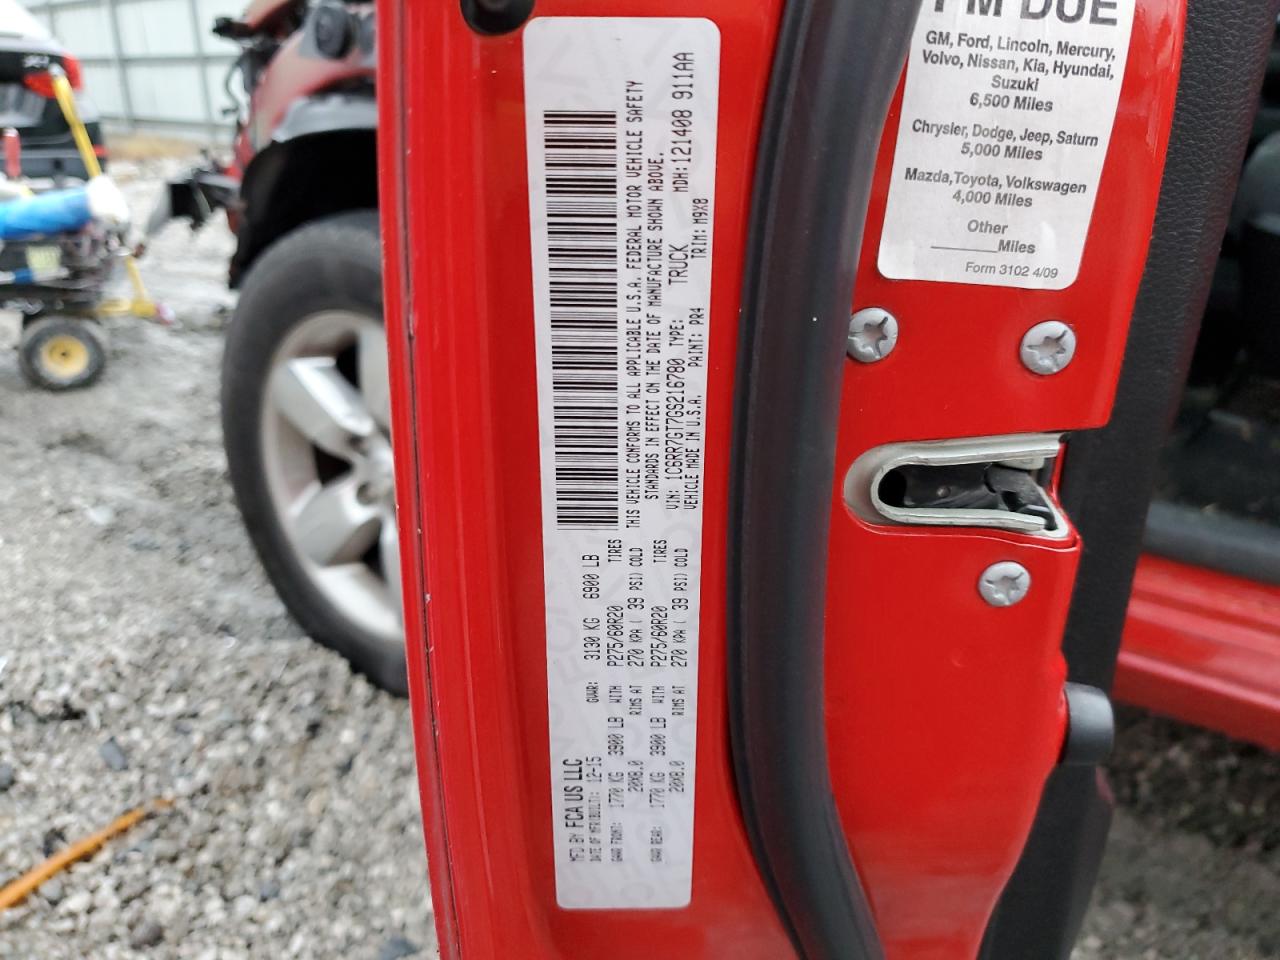 MFD BY FCA US LLC
DATE OF MFR(BUILT): 12-15 GVWR: 3130 KG 6900 LB
GAWR FRONT: 1770 KG 3900 LB WITH P275/60R20 TIRES
20X8.0 RIMS AT 270 KPA ( 39 PSI) COLD
GAWR REAR: 1770 KG 3900 LB WITH P275/60R20 TIRES
20X8.0 RIMS AT 270 KPA ( 39 PSI) COLD
THIS VEHICLE CONFORMS TO ALL APPLICABLE U.S.A. FEDERAL MOTOR VEHICLE SAFETY
STANDARDS IN EFFECT ON THE DATE OF MANUFACTURE SHOWN ABOVE.
VIN: 1C6RR7GT7GS216780 TYPE: TRUCK MDH:121408 911AA
VEHICLE MADE IN U.S.A. PAINT: PR4 TRIM: M9X8
PM DUE
GM, Ford, Lincoln, Mercury,
Volvo, Nissan, Kia, Hyundai,
Suzuki
6,500 Miles
Chrysler, Dodge, Jeep, Saturn
5,000 Miles
Mazda,Toyota, Volkswagen
4,000 Miles
Other
______Miles
Form 3102 4/09